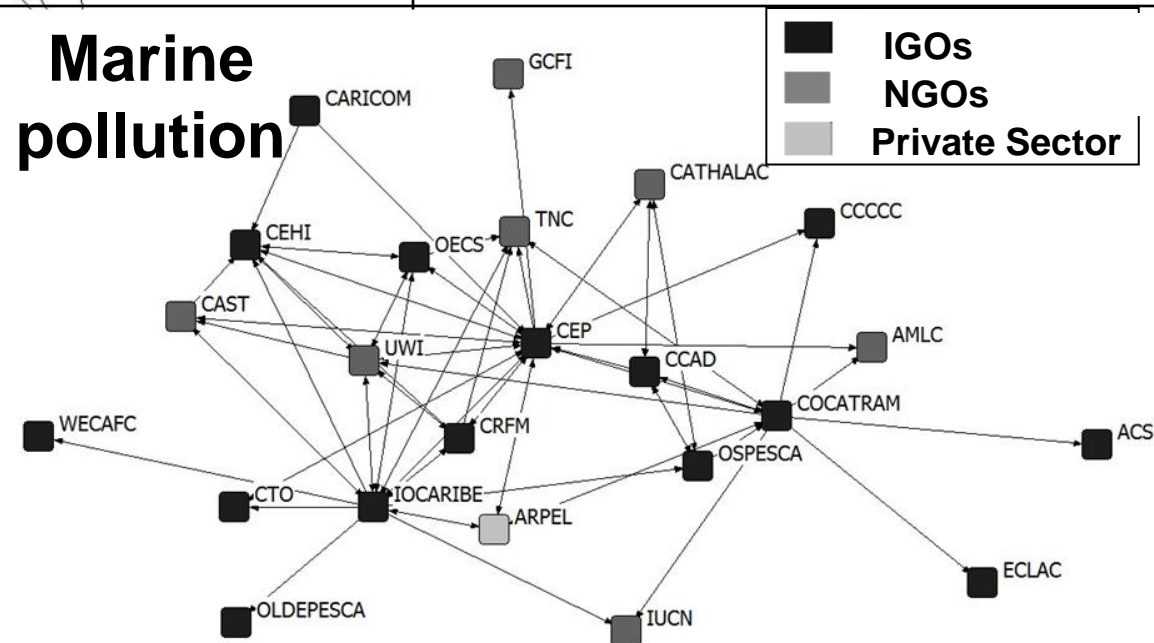 Marine
pollution
IGOs
NGOs
Private Sector
GCFI
CARICOM
CATHALAC
CCCCC
TNC
CEHI
OECS
CAST
CEP
AMLC
UWI
CCAD
COCATRAM
WECAFC
CRFM
ACS
OSPESCA
CTO
IOCARIBE
ARPEL
ECLAC
OLDEPESCA
IUCN